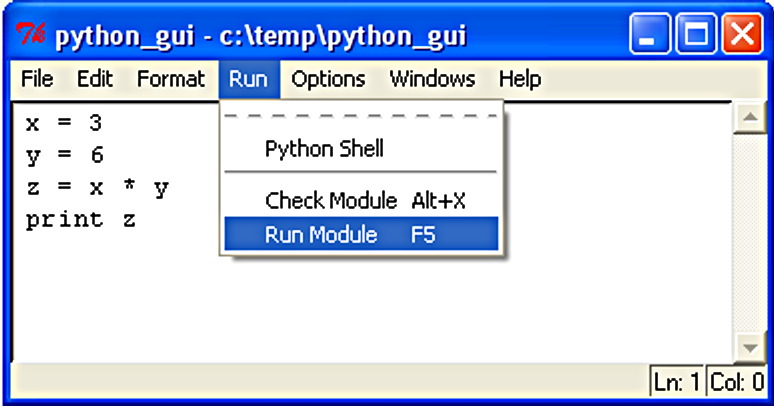 7% python_gui - c:\temp\python_gui
File Edit Format Run Options Windows Help
x = 3
y = 6
z = x * y
print z
Python Shell
Check Module Alt+X
Run Module F5
Ln: 1 Col: 0